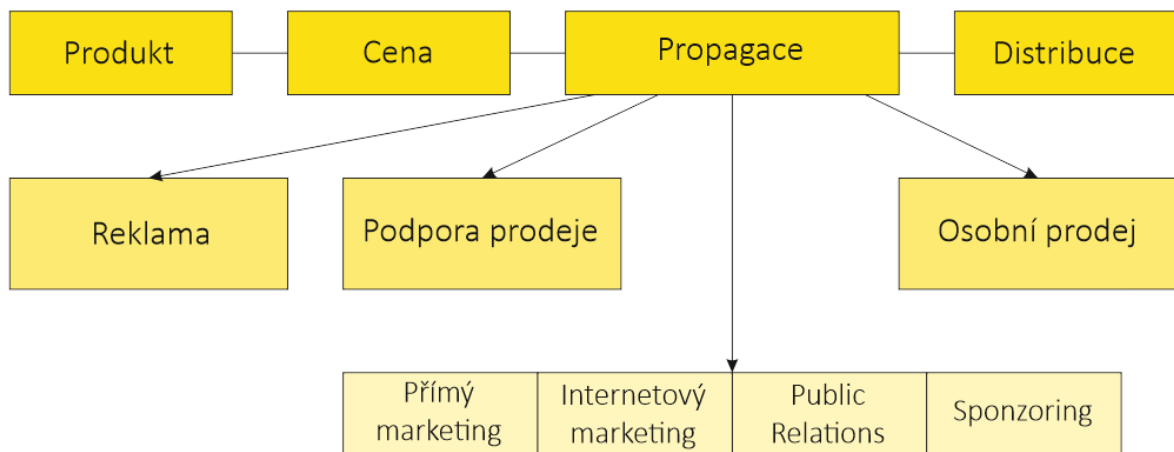 Produkt
Cena
Propagace
Distribuce
Reklama
Podpora prodeje
Osobní prodej
Přímý
marketing
Internetový
marketing
Public
Relations
Sponzoring